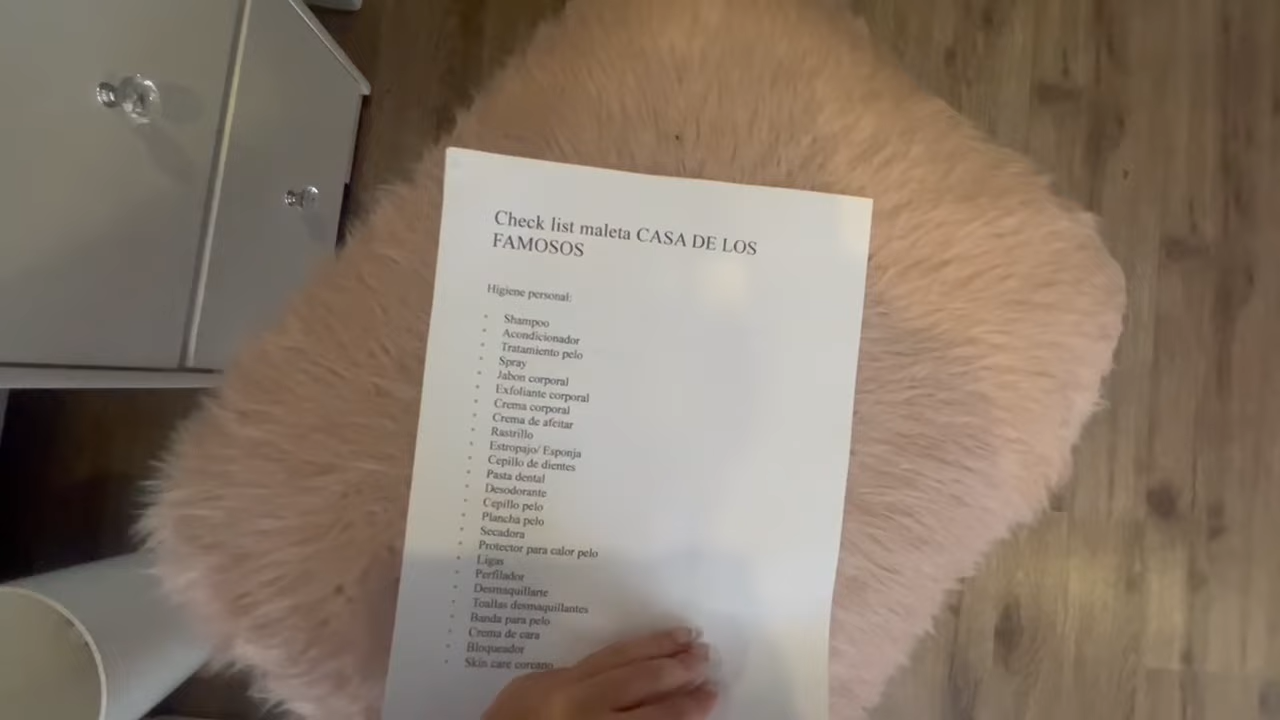 Check list maleta CASA DE LOS
FAMOSOS
Higiene personal:
Shampoo
Acondicionador
Tratamiento pelo
Spray
Jabon corporal
Exfoliante corporal
Crema corporal
Crema de afeitar
Rastrillo
Estropajo/ Esponja
Cepillo de dientes
Pasta dental
Desodorante
Cepillo pelo
Plancha pelo
Secadora
Protector para calor pelo
Ligas
Perfilador
Desmaquillante
Toallas desmaquillantes
Banda para pelo
Crema de cara
Bloqueador
Skin care coreano